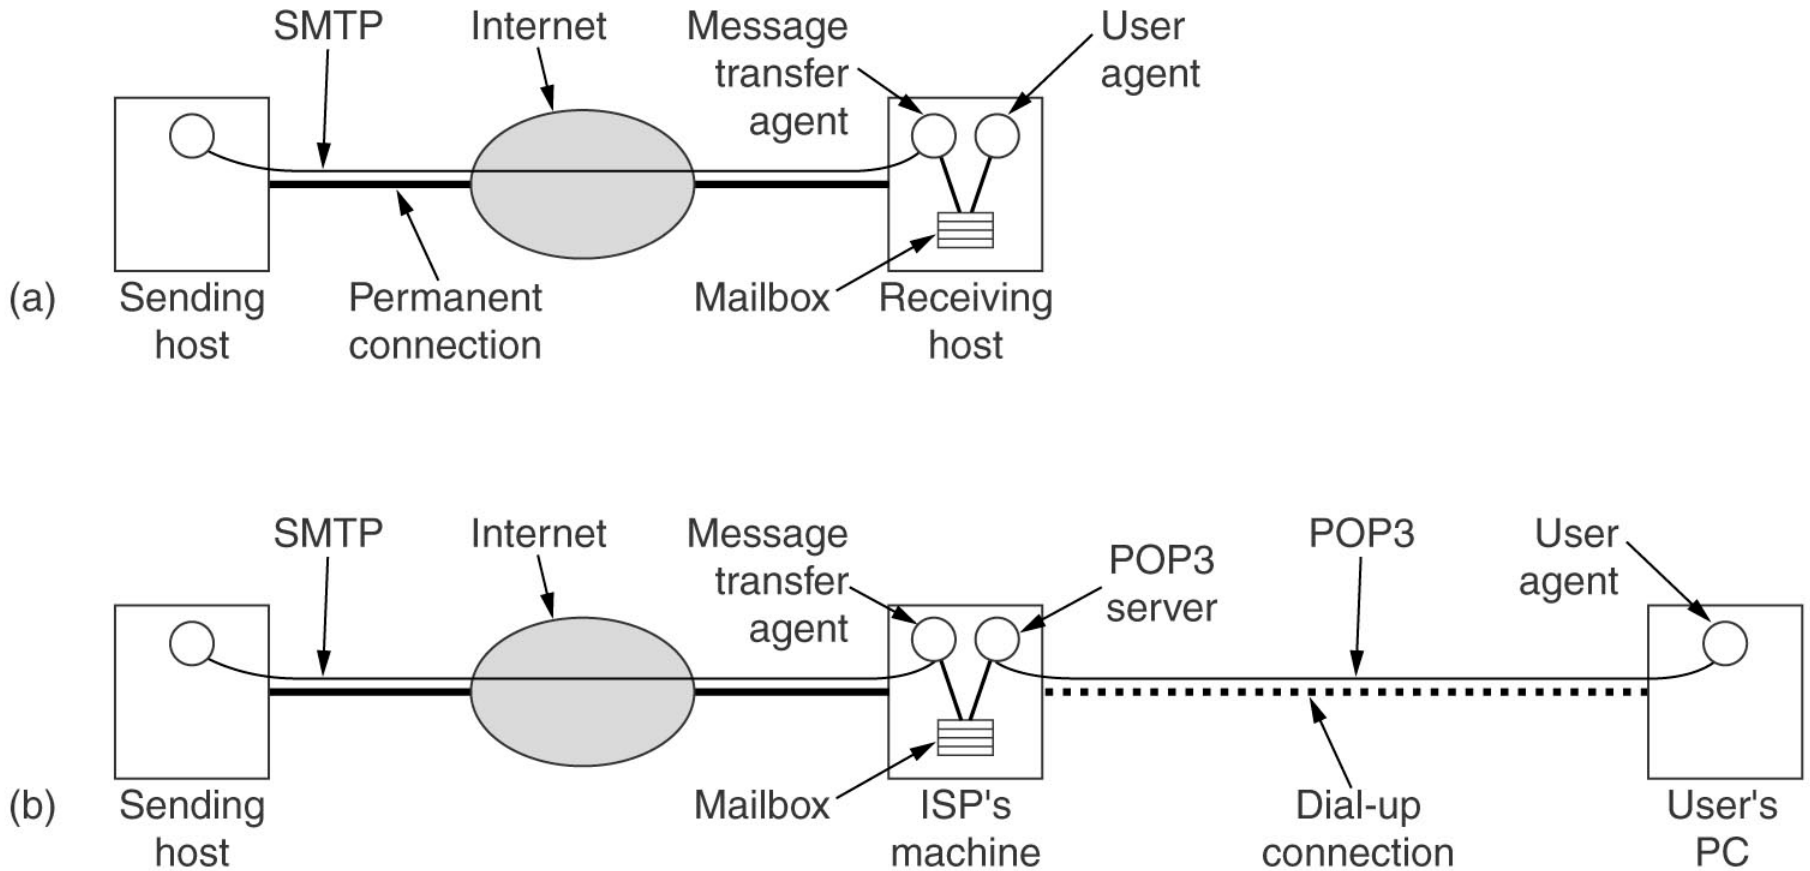 SMTP
Internet
Message
transfer
agent
User
agent
(a)
Sending
host
Permanent
connection
Mailbox
Receiving
host
SMTP
Internet
Message
transfer
agent
POP3
server
POP3
User
agent
(b)
Sending
host
Mailbox
ISP's
machine
Dial-up
connection
User's
PC